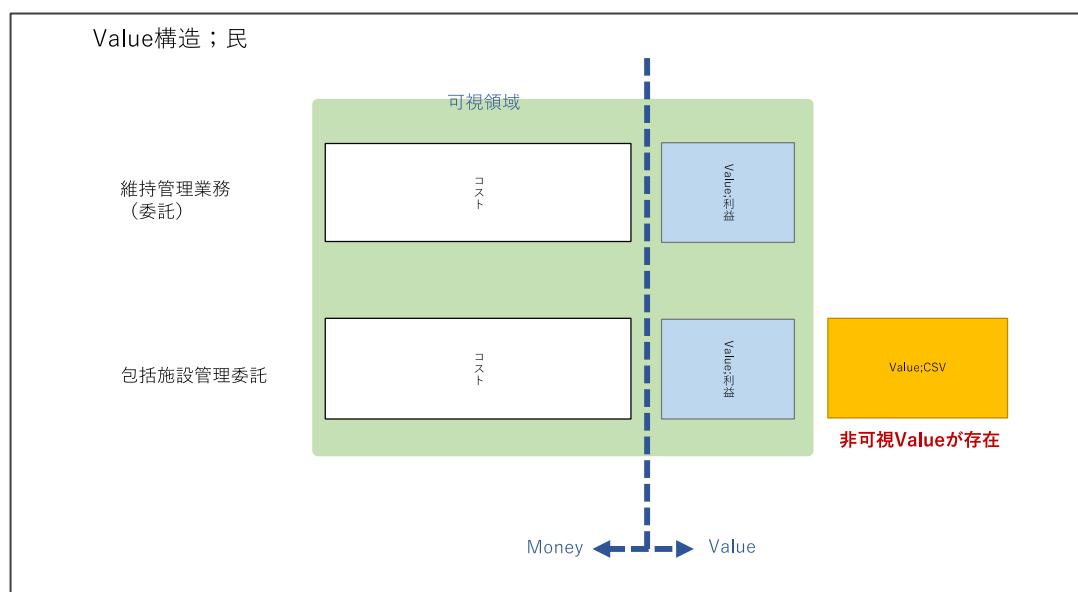 Value構造；民
可視領域
維持管理業務
（委託）
コスト
Value;利益
包括施設管理委託
コスト
Value;利益
Value;CSV
非可視Valueが存在
Money
Value